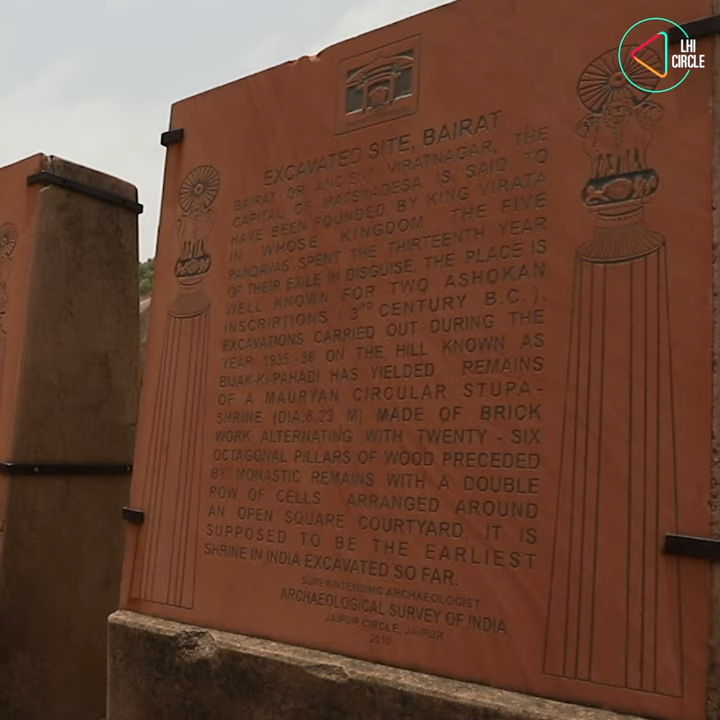 LHI
CIRCLE
EXCAVATED SITE, BAIRAT
BAIRAT OR ANCIENT VIRATNAGAR, THE
CAPITAL OF MATSYADESA IS SAID TO
HAVE BEEN FOUNDED BY KING VIRATA
IN WHOSE KINGDOM THE FIVE
PANDAVAS SPENT THE THIRTEENTH YEAR
OF THEIR EXILE IN DISGUISE, THE PLACE IS
WELL KNOWN FOR TWO ASHOKAN
INSCRIPTIONS (3RD CENTURY B.C.).
EXCAVATIONS CARRIED OUT DURING THE
YEAR 1935-36 ON THE HILL KNOWN AS
BIJAK-KI-PAHADI HAS YIELDED REMAINS
OF A MAURYAN CIRCULAR STUPA-
SHRINE (DIA.8.23 M) MADE OF BRICK
WORK ALTERNATING WITH TWENTY - SIX
OCTAGONAL PILLARS OF WOOD PRECEDED
BY MONASTIC REMAINS WITH A DOUBLE
ROW OF CELLS ARRANGED AROUND
AN OPEN SQUARE COURTYARD. IT IS
SUPPOSED TO BE THE EARLIEST
SHRINE IN INDIA EXCAVATED SO FAR.
SUPERINTENDING ARCHAEOLOGIST
ARCHAEOLOGICAL SURVEY OF INDIA
JAIPUR CIRCLE, JAIPUR
2010